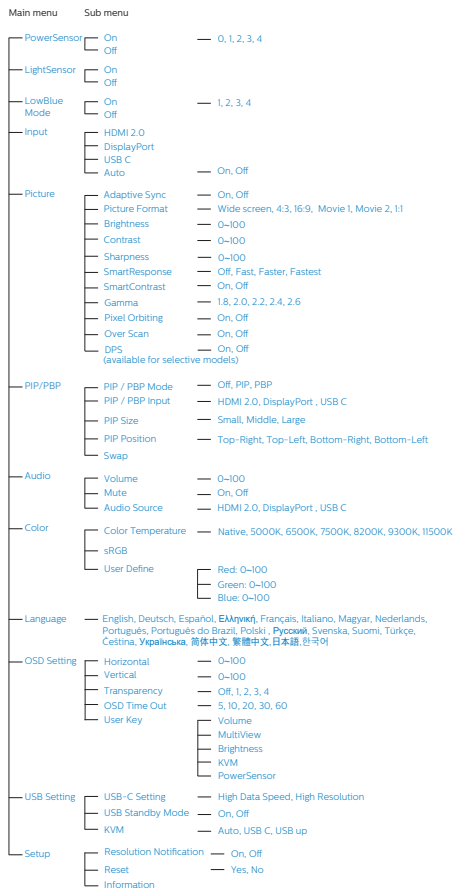 Main menu Sub menu
PowerSensor On 0, 1, 2, 3, 4
Off
LightSensor On
Off
LowBlue Mode On 1, 2, 3, 4
Off
Input HDMI 2.0
DisplayPort
USB C
Auto On, Off
Picture Adaptive Sync On, Off
Picture Format Wide screen, 4:3, 16:9, Movie 1, Movie 2, 1:1
Brightness 0~100
Contrast 0~100
Sharpness 0~100
SmartResponse Off, Fast, Faster, Fastest
SmartContrast On, Off
Gamma 1.8, 2.0, 2.2, 2.4, 2.6
Pixel Orbiting On, Off
Over Scan On, Off
DPS On, Off
(available for selective models)
PIP/PBP PIP / PBP Mode Off, PIP, PBP
PIP / PBP Input HDMI 2.0, DisplayPort , USB C
PIP Size Small, Middle, Large
PIP Position Top-Right, Top-Left, Bottom-Right, Bottom-Left
Swap
Audio Volume 0~100
Mute On, Off
Audio Source HDMI 2.0, DisplayPort , USB C
Color Color Temperature Native, 5000K, 6500K, 7500K, 8200K, 9300K, 11500K
sRGB
User Define Red: 0~100
Green: 0~100
Blue: 0~100
Language English, Deutsch, Español, Ελληνική, Français, Italiano, Magyar, Nederlands,
Português, Português do Brazil, Polski , Русский, Svenska, Suomi, Türkçe,
Čeština, Українська, 简体中文, 繁體中文,日本語,한국어
OSD Setting Horizontal 0~100
Vertical 0~100
Transparency Off, 1, 2, 3, 4
OSD Time Out 5, 10, 20, 30, 60
User Key Volume
MultiView
Brightness
KVM
PowerSensor
USB Setting USB-C Setting High Data Speed, High Resolution
USB Standby Mode On, Off
KVM Auto, USB C, USB up
Setup Resolution Notification On, Off
Reset Yes, No
Information